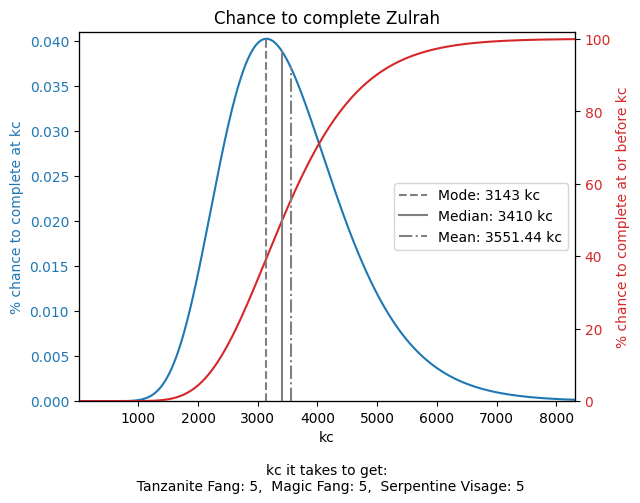 Chance to complete Zulrah
% chance to complete at kc
0.040
0.035
0.030
0.025
0.020
0.015
0.010
0.005
0.000
Mode: 3143 kc
Median: 3410 kc
Mean: 3551.44 kc
100
80
60
40
20
0
% chance to complete at or before kc
1000 2000 3000 4000 5000 6000 7000 8000
kc
kc it takes to get:
Tanzanite Fang: 5,  Magic Fang: 5,  Serpentine Visage: 5